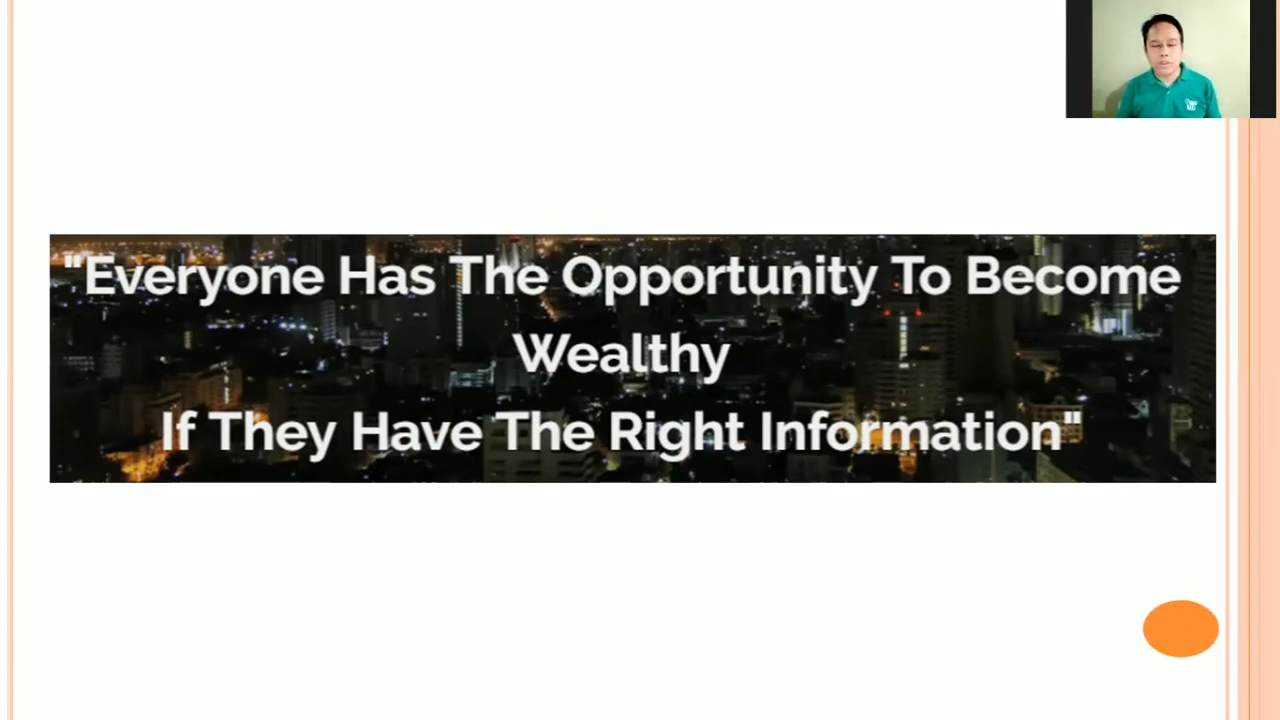 "Everyone Has The Opportunity To Become
Wealthy
If They Have The Right Information"